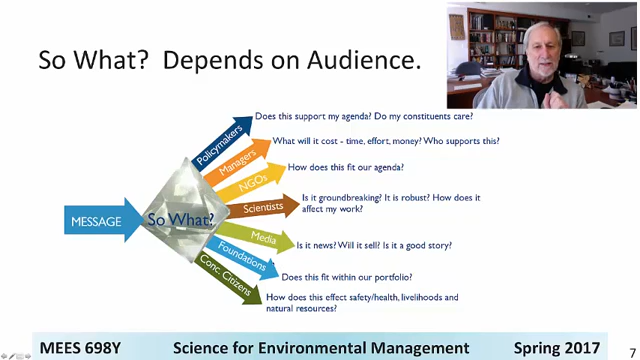 So What?  Depends on Audience.
MESSAGE
So What?
Policymakers
Does this support my agenda? Do my constituents care?
Managers
What will it cost - time, effort, money? Who supports this?
NGOs
How does this fit our agenda?
Scientists
Is it groundbreaking? It is robust? How does it
affect my work?
Media
Is it news? Will it sell? Is it a good story?
Foundations
Does this fit within our portfolio?
Conc. Citizens
How does this effect safety/health, livelihoods and
natural resources?
MEES 698Y Science for Environmental Management Spring 2017
7